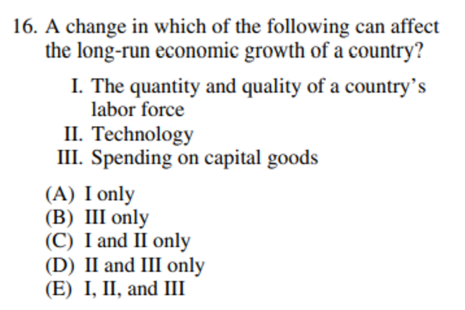 16. A change in which of the following can affect
the long-run economic growth of a country?
I. The quantity and quality of a country's
labor force
II. Technology
III. Spending on capital goods
(A) I only
(B) III only
(C) I and II only
(D) II and III only
(E) I, II, and III